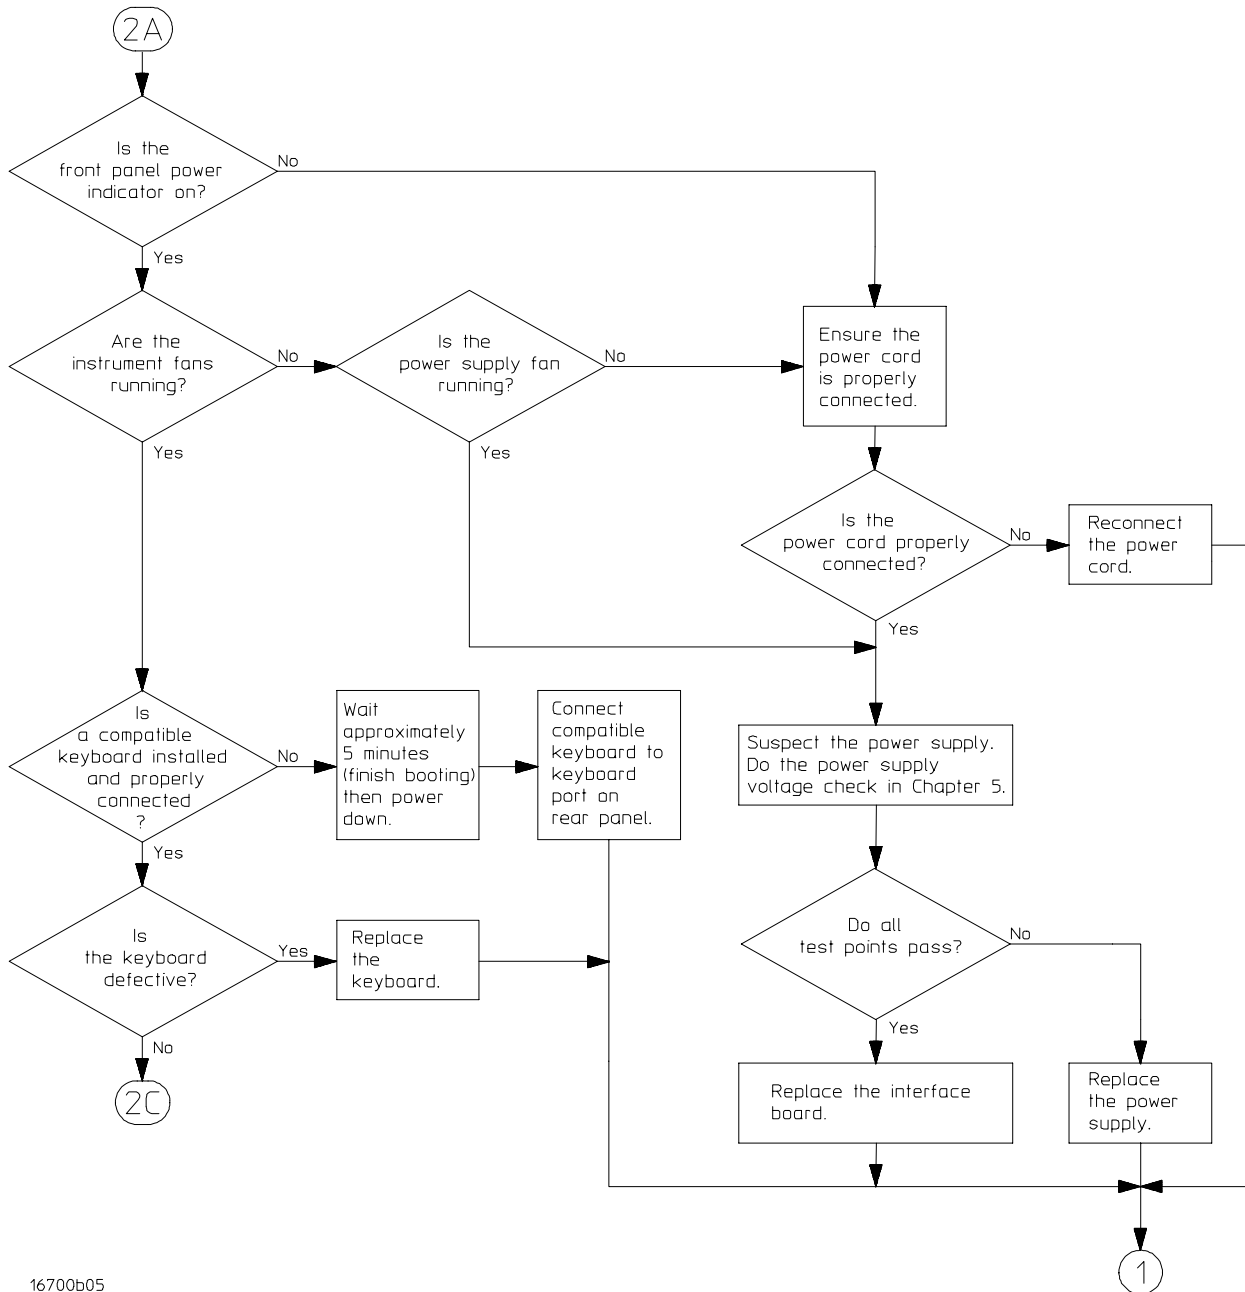 2A
Is the
front panel power
indicator on?
No
Yes
Are the
instrument fans
running?
No
Yes
Is the
power supply fan
running?
No
Yes
Ensure the
power cord
is properly
connected.
Is the
power cord properly
connected?
No
Yes
Reconnect
the power
cord.
Is
a compatible
keyboard installed
and properly
connected
?
No
Yes
Wait
approximately
5 minutes
(finish booting)
then power
down.
Connect
compatible
keyboard to
keyboard
port on
rear panel.
Suspect the power supply.
Do the power supply
voltage check in Chapter 5.
Is
the keyboard
defective?
Yes
No
Replace
the
keyboard.
Do all
test points pass?
No
Yes
2C
Replace the interface
board.
Replace
the power
supply.
1
16700b05